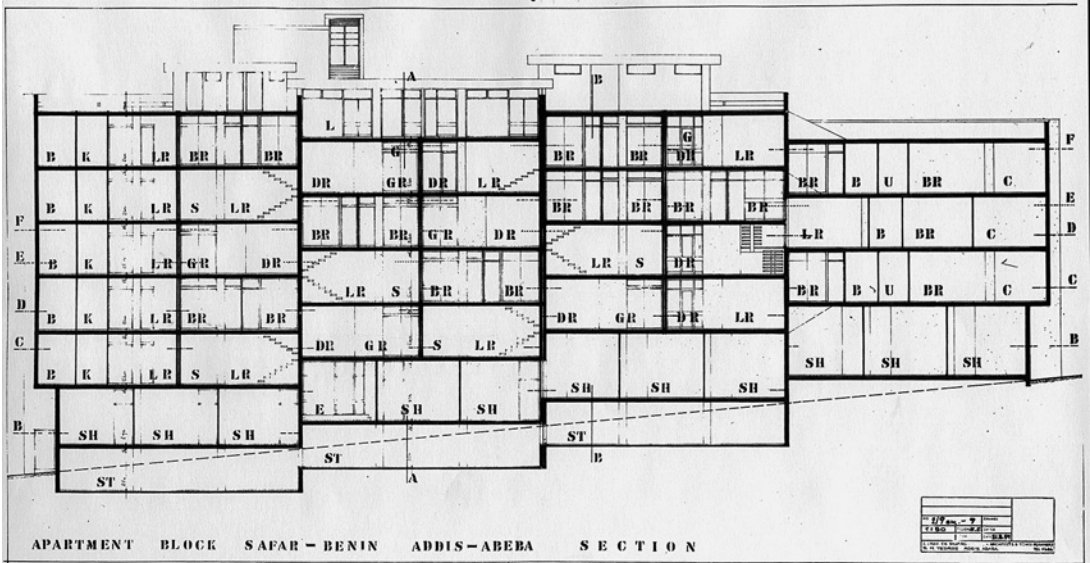 A B
L G
B K LR BR BR BR BR DR LR F
DR GR DR LR BR B U BR C
B K LR S LR BR BR BR BR E
F BR BR GR DR LR B BR C D
E B K LR GR DR LR S DR
LR S BR BR BR B U BR C C
D B K LR BR BR DR GR DR LR
C DR GR S LR B
B K LR S LR SH SH SH
SH SH SH
E SH SH
B SH SH SH ST
ST B
ST A
APARTMENT BLOCK SAFAR-BENIN ADDIS-ABEBA SECTION